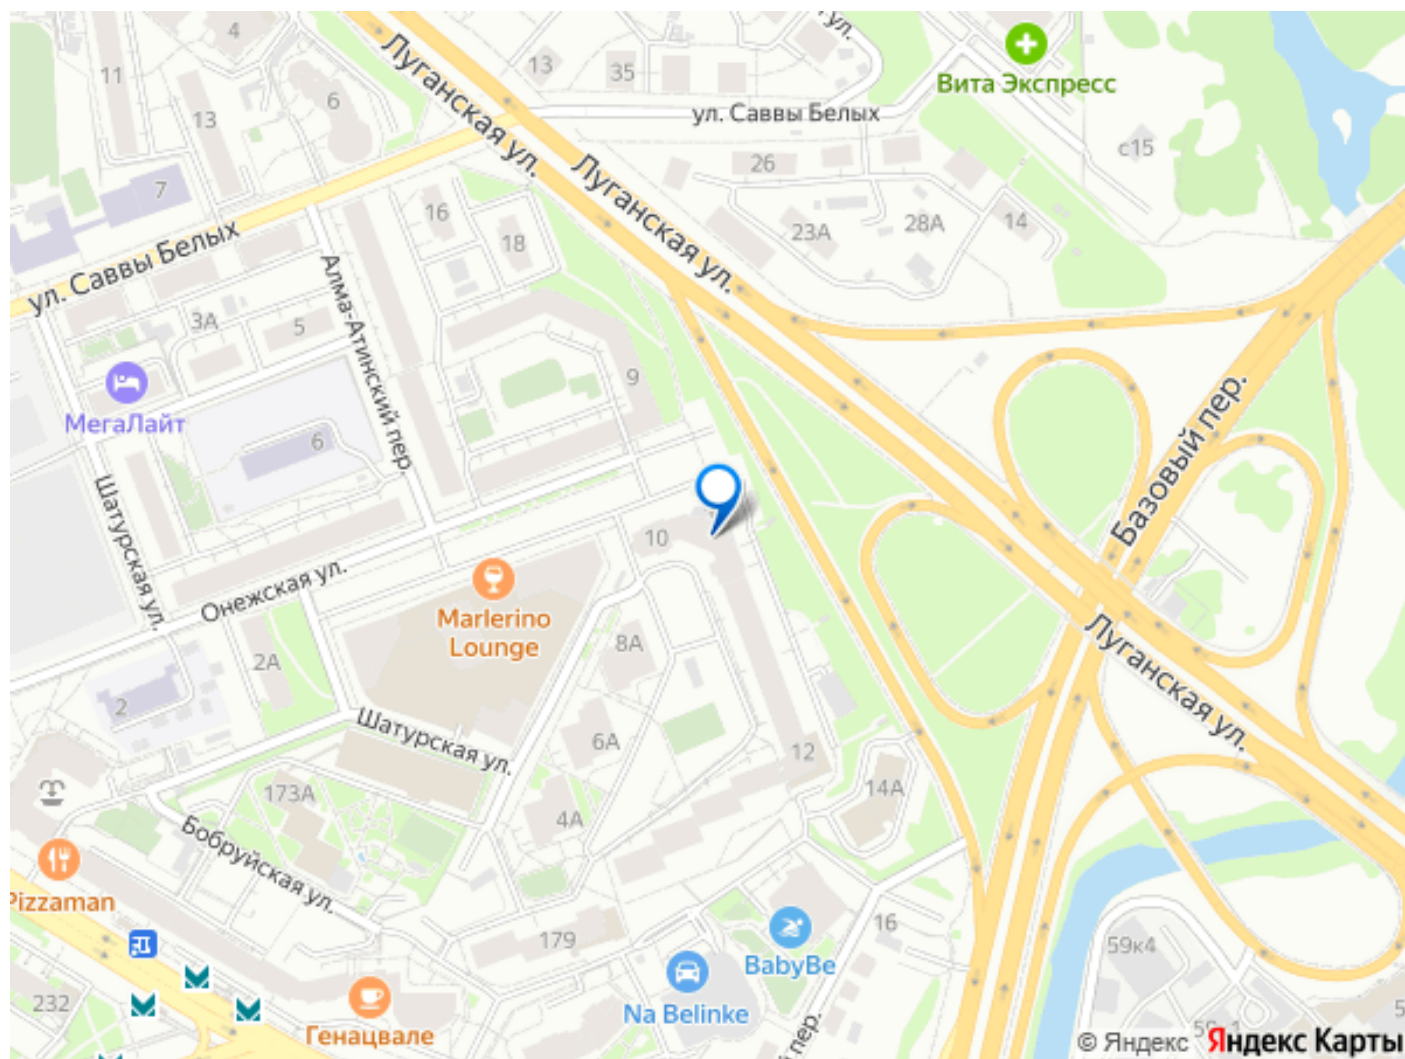 4
11
13
6
7
13
35
Луганская ул.
ул.
Вита Экспресс
ул. Саввы Белых
с15
26
Луганская ул.
16
18
23А
28А
14
ул. Саввы Белых
3А
5
Алма-Атинский пер.
9
МегаЛайт
6
Базовый пер.
Шатурская ул.
10
Онежская ул.
Marlerino
Lounge
8А
2А
2
Луганская ул.
Шатурская ул.
6А
12
173А
4А
14А
Бобруйская ул.
Pizzaman
179
16
BabyBe
59к4
232
Na Belinke
Генацвале
пер.
© Яндекс
Яндекс Карты